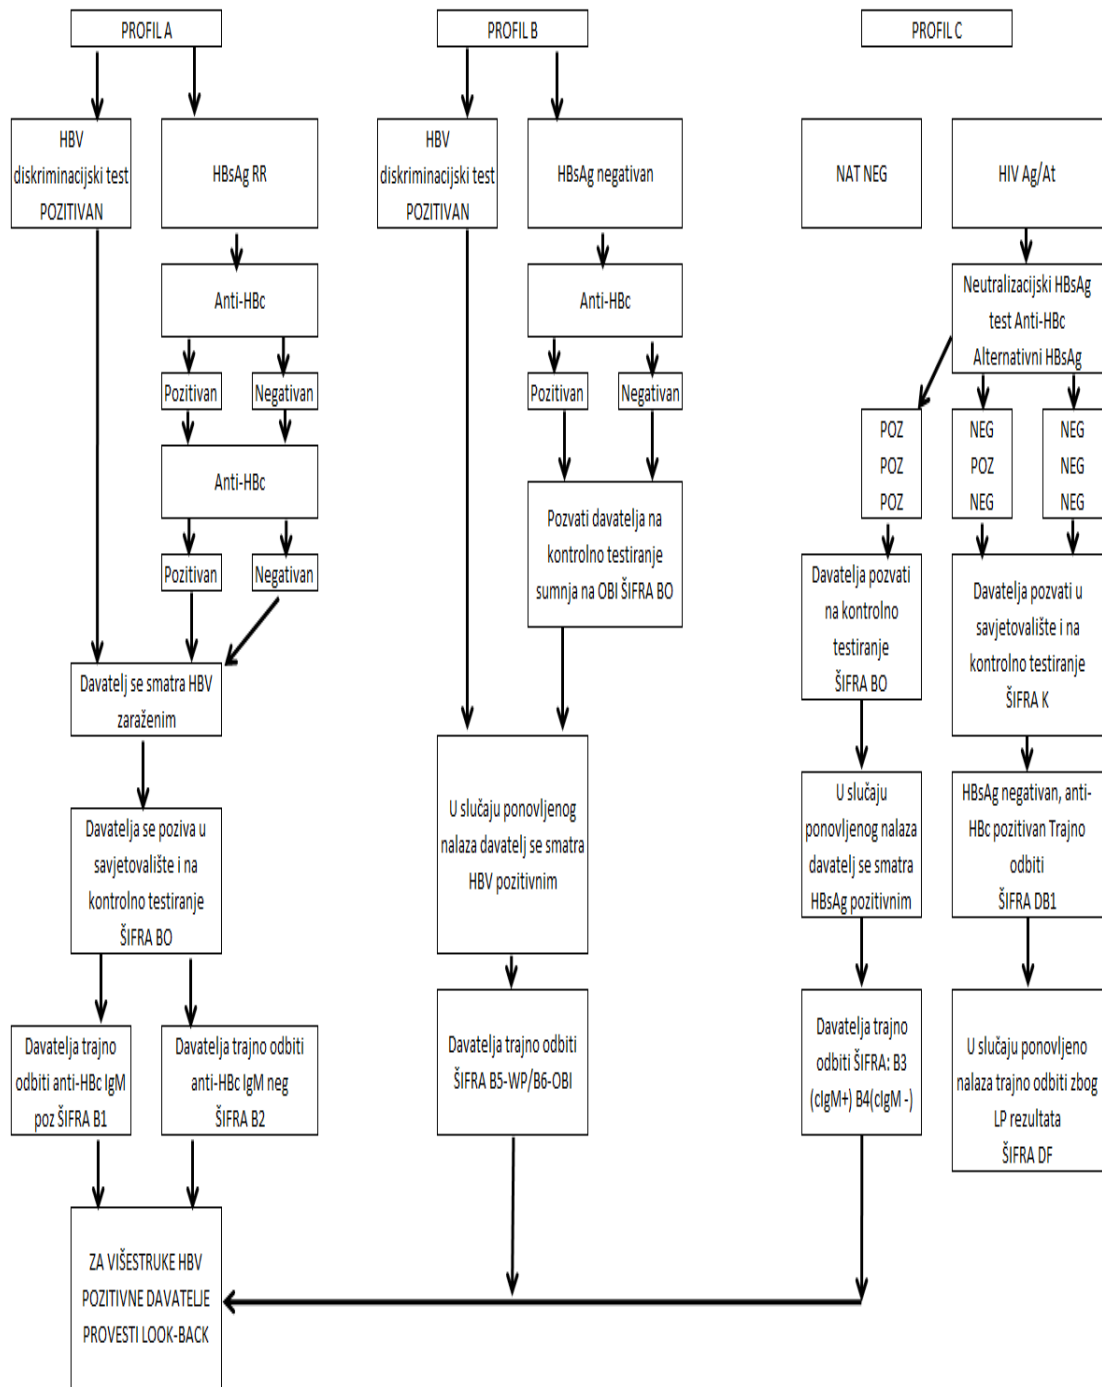 PROFIL A
HBV
diskriminacijski test
POZITIVAN
HBsAg RR
Anti-HBc
Pozitivan
Negativan
Anti-HBc
Pozitivan
Negativan
Davatelj se smatra HBV
zaraženim
Davatelja se poziva u
savjetovalište i na
kontrolno testiranje
ŠIFRA BO
Davatelja trajno
odbiti anti-HBc IgM
poz ŠIFRA B1
Davatelja trajno odbiti
anti-HBc IgM neg
ŠIFRA B2
ZA VIŠESTRUKE HBV
POZITIVNE DAVATELJE
PROVESTI LOOK-BACK
PROFIL B
HBV
diskriminacijski test
POZITIVAN
HBsAg negativan
Anti-HBc
Pozitivan
Negativan
Pozvati davatelja na
kontrolno testiranje
sumnja na OBI ŠIFRA BO
U slučaju ponovljenog
nalaza davatelj se smatra
HBV pozitivnim
Davatelja trajno odbiti
ŠIFRA B5-WP/B6-OBI
PROFIL C
NAT NEG
HIV Ag/At
Neutralizacijski HBsAg
test Anti-HBc
Alternativni HBsAg
POZ
POZ
POZ
NEG
POZ
NEG
NEG
NEG
NEG
Davatelja pozvati
na kontrolno
testiranje
ŠIFRA BO
Davatelja pozvati u
savjetovalište i na
kontrolno testiranje
ŠIFRA K
U slučaju
ponovljenog nalaza
davatelj se smatra
HBsAg pozitivnim
HBsAg negativan, anti-
HBc pozitivan Trajno
odbiti
ŠIFRA DB1
Davatelja trajno
odbiti ŠIFRA: B3
(cIgM+) B4(cIgM -)
U slučaju ponovljeno
nalaza trajno odbiti zbog
LP rezultata
ŠIFRA DF